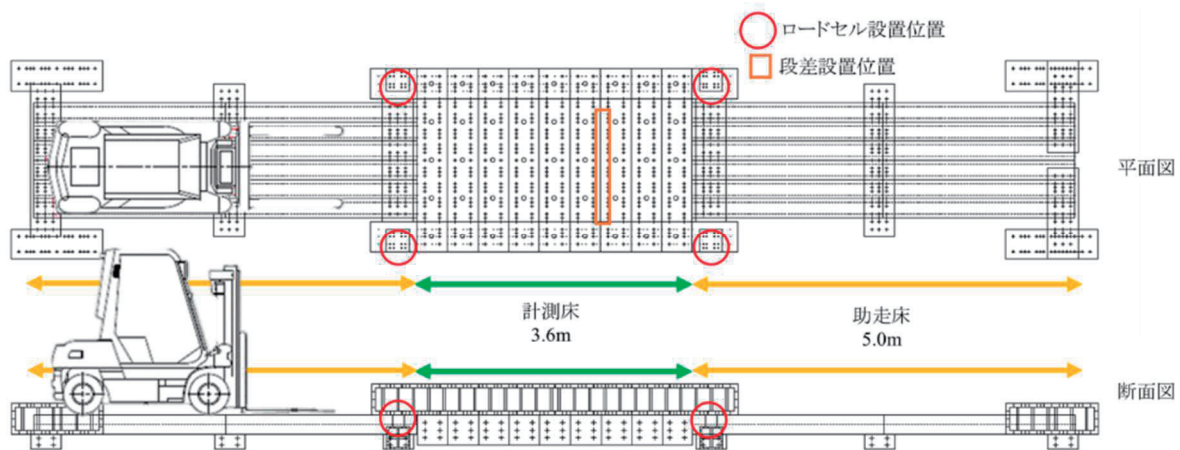 ロードセル設置位置
段差設置位置
平面図
計測床
3.6m
助走床
5.0m
断面図